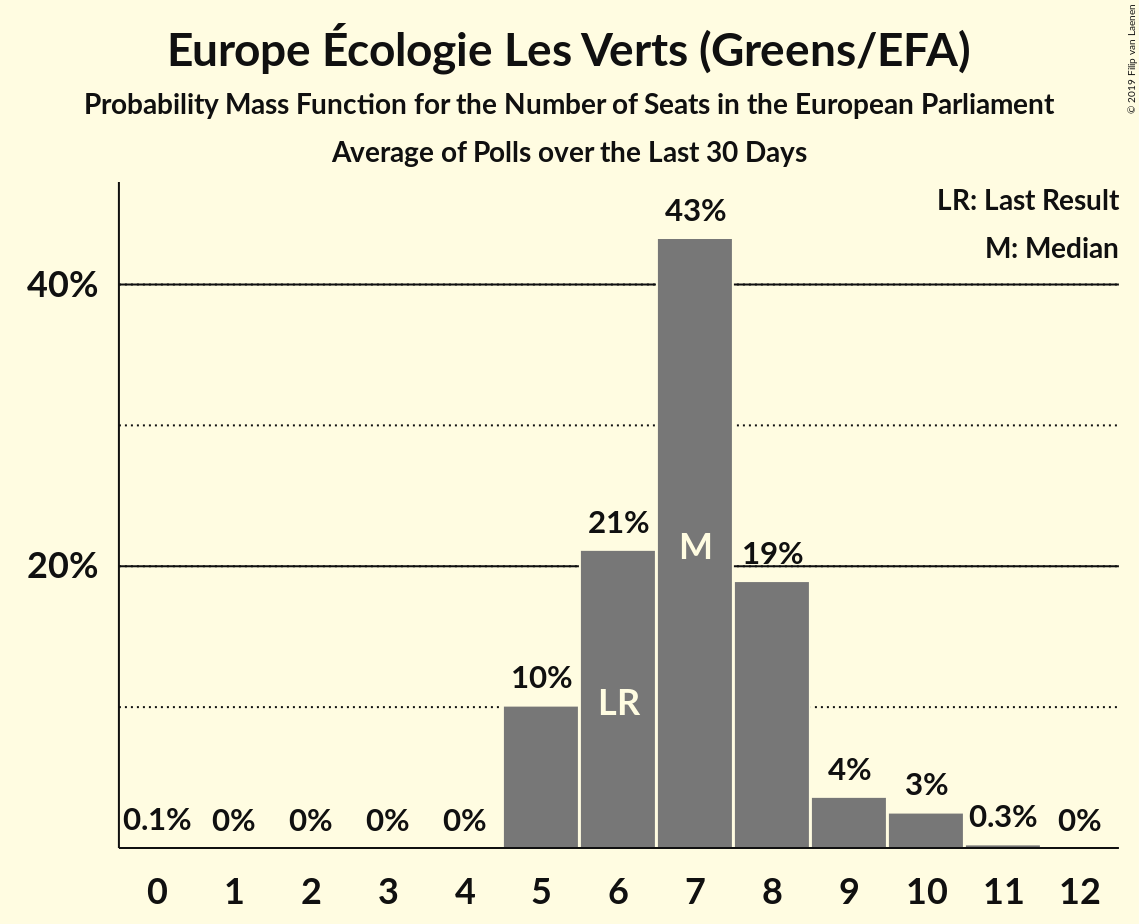 Europe Écologie Les Verts (Greens/EFA)
Probability Mass Function for the Number of Seats in the European Parliament
Average of Polls over the Last 30 Days
© 2019 Filip van Laenen
LR: Last Result
M: Median
43%
40%
21%
M
19%
20%
10%
LR
4%
3%
0.1% 0% 0% 0% 0% 0.3% 0%
0 1 2 3 4 5 6 7 8 9 10 11 12